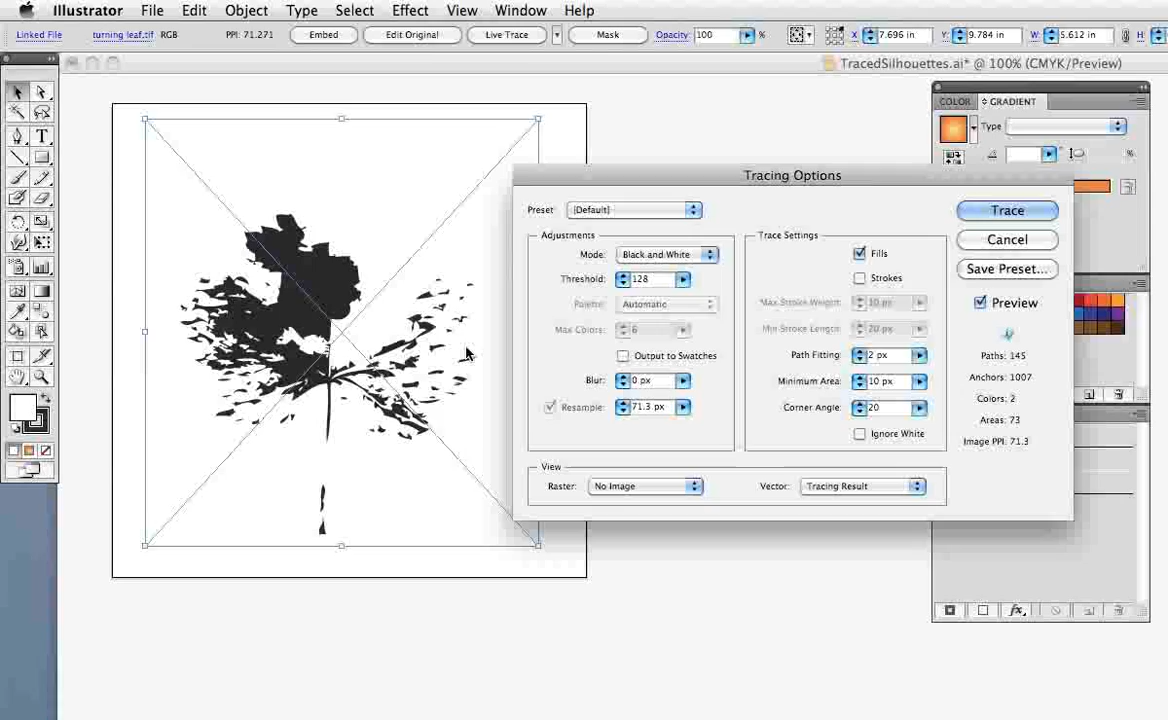 Illustrator File Edit Object Type Select Effect View Window Help
Linked File turning leaf.tif RGB PPI: 71.271 Embed Edit Original Live Trace Mask Opacity: 100 % X: 7.696 in Y: 9.784 in W: 5.612 in H:
TracedSilhouettes.ai* @ 100% (CMYK/Preview)
COLOR GRADIENT
Type
%
Tracing Options
Preset: [Default]
Trace
Cancel
Save Preset...
Preview
Paths: 145
Anchors: 1007
Colors: 2
Areas: 73
Image PPI: 71.3
Adjustments
Mode: Black and White
Threshold: 128
Palette: Automatic
Max Colors: 6
Output to Swatches
Blur: 0 px
Resample: 71.3 px
Trace Settings
Fills
Strokes
Max Stroke Weight: 10 px
Min Stroke Length: 20 px
Path Fitting: 2 px
Minimum Area: 10 px
Corner Angle: 20
Ignore White
View
Raster: No Image Vector: Tracing Result
fx